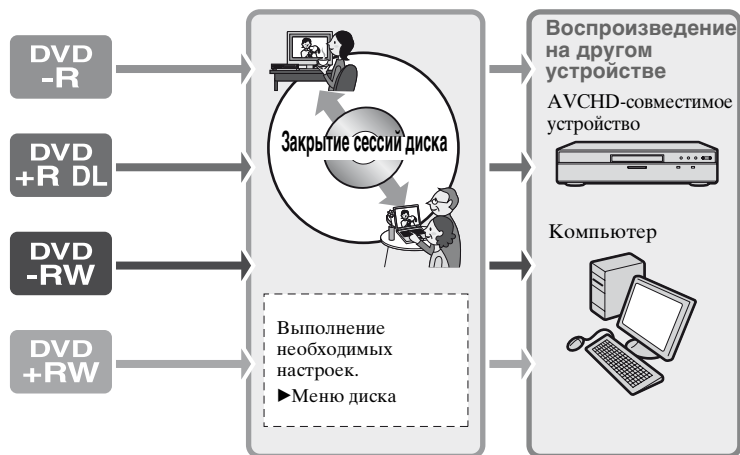 DVD
-R
DVD
+R DL
DVD
-RW
DVD
+RW
Закрытие сессий диска
Выполнение
необходимых
настроек.
►Меню диска
Воспроизведение
на другом
устройстве
AVCHD-совместимое
устройство
Компьютер